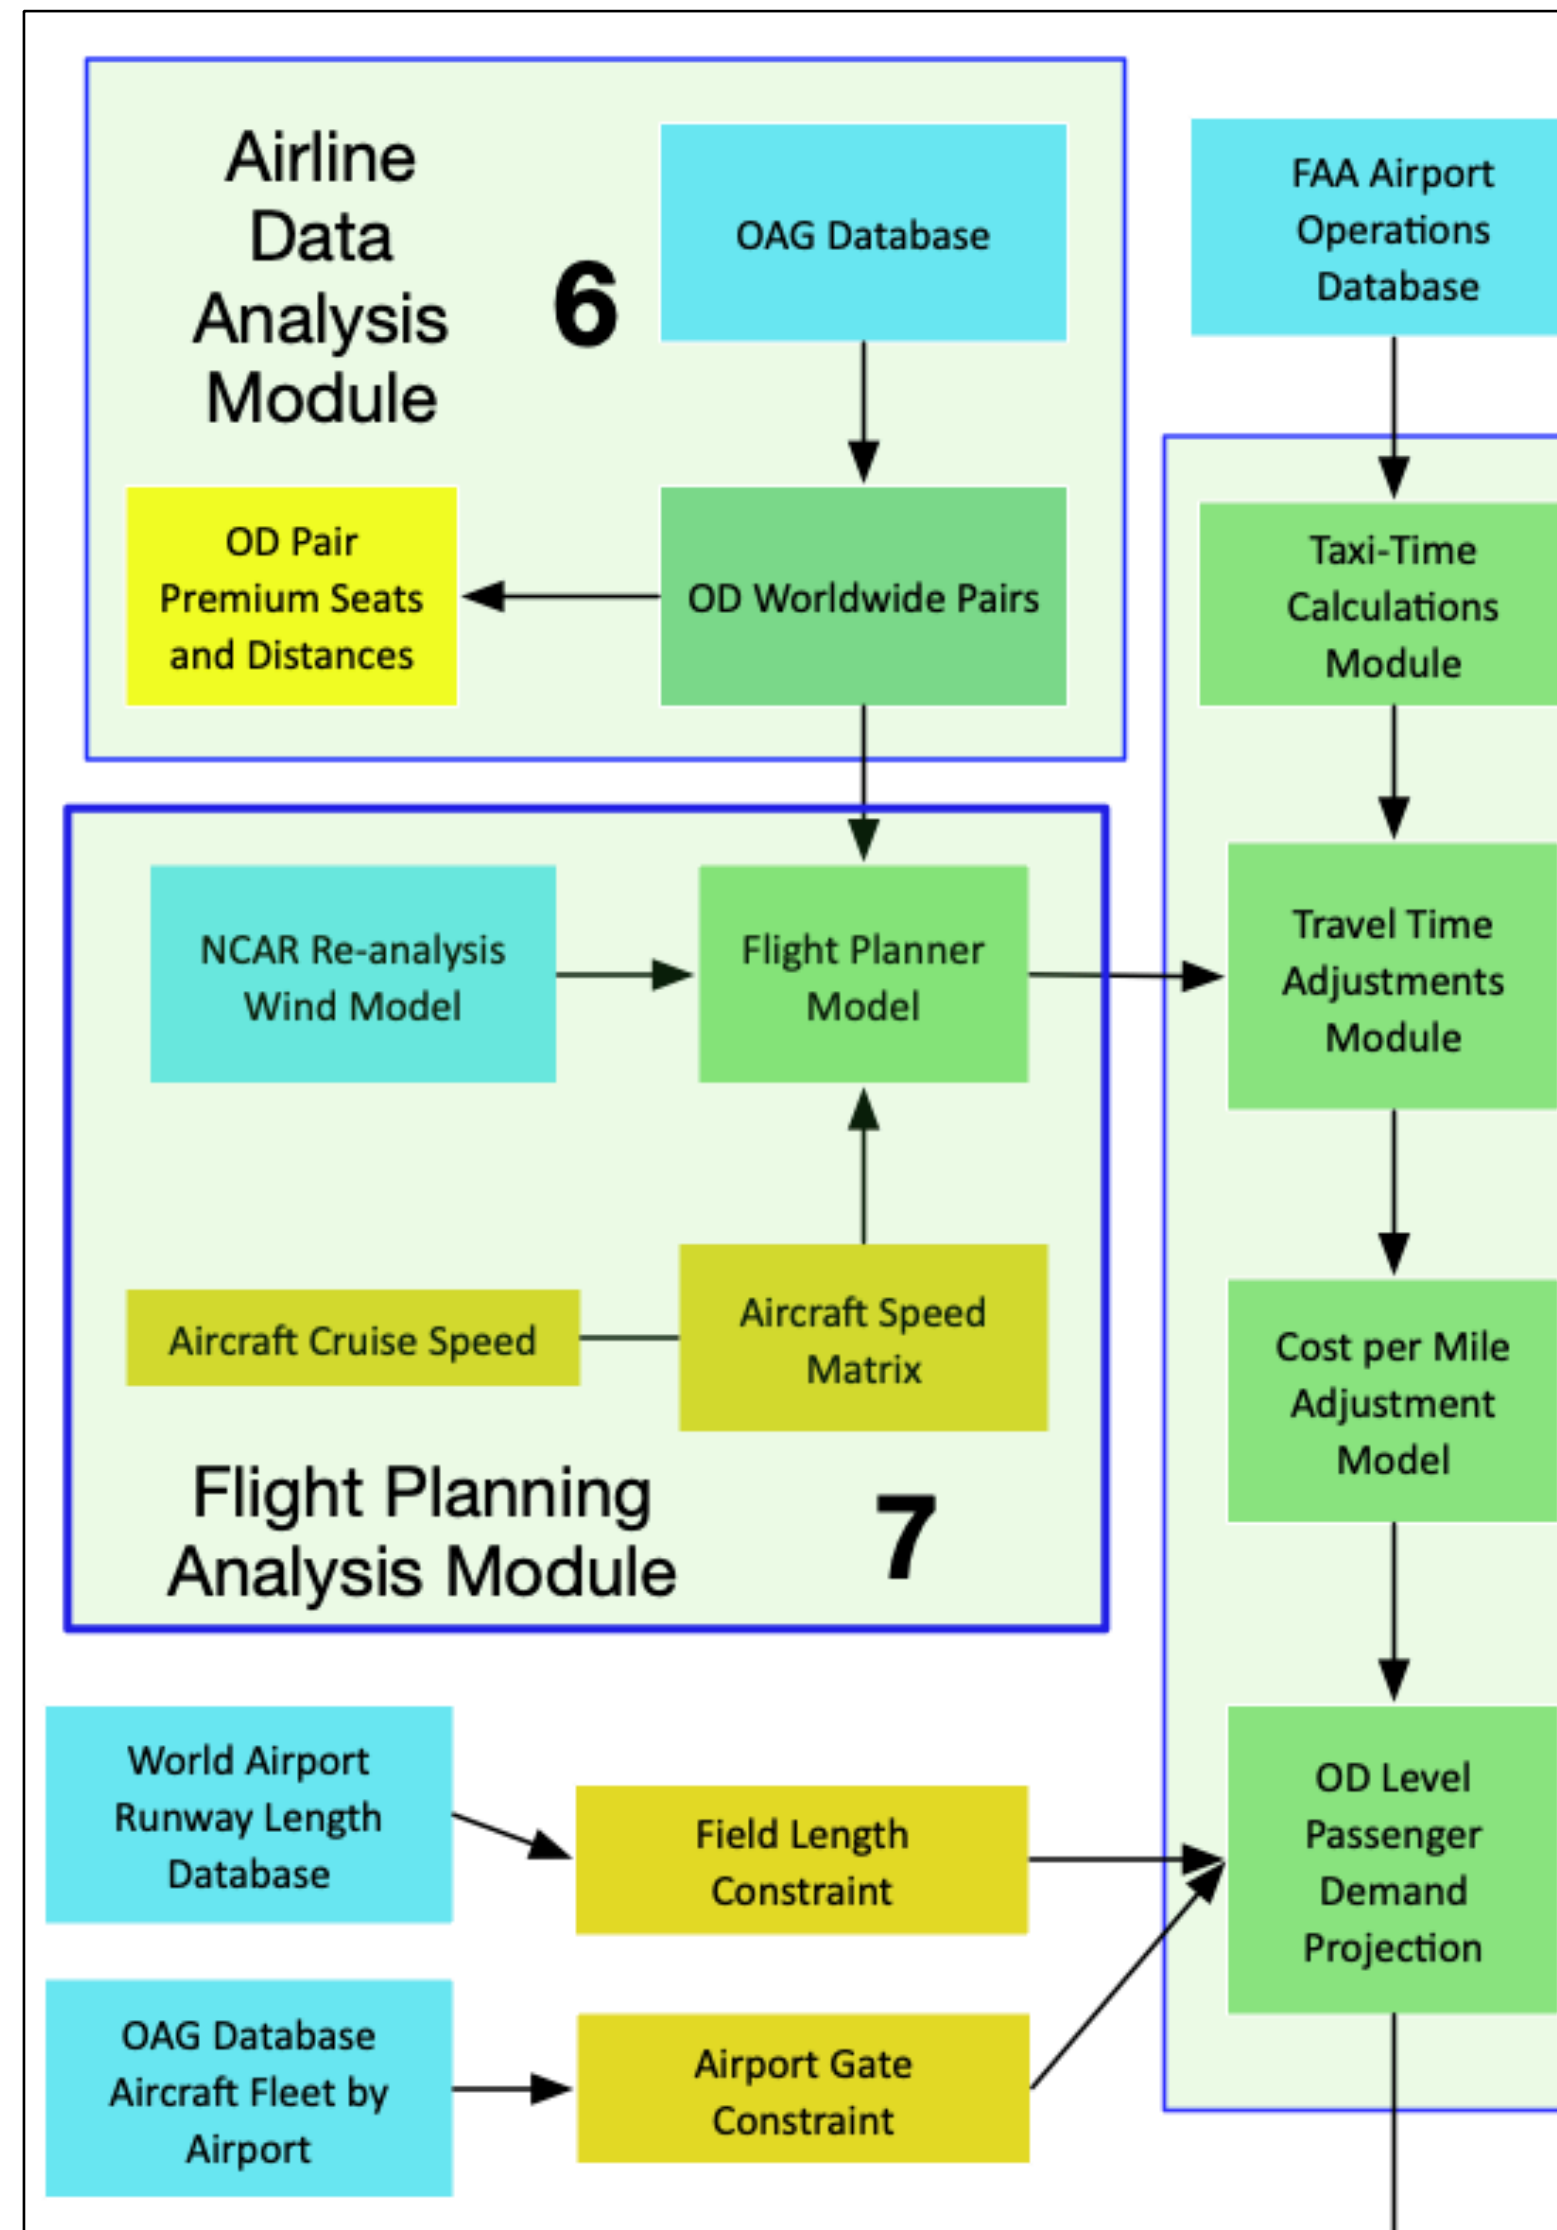 Airline
Data
Analysis
Module
6
OAG Database
OD Pair
Premium Seats
and Distances
OD Worldwide Pairs
FAA Airport
Operations
Database
Taxi-Time
Calculations
Module
NCAR Re-analysis
Wind Model
Flight Planner
Model
Travel Time
Adjustments
Module
Aircraft Cruise Speed
Aircraft Speed
Matrix
Flight Planning
Analysis Module
7
Cost per Mile
Adjustment
Model
World Airport
Runway Length
Database
Field Length
Constraint
OD Level
Passenger
Demand
Projection
OAG Database
Aircraft Fleet by
Airport
Airport Gate
Constraint